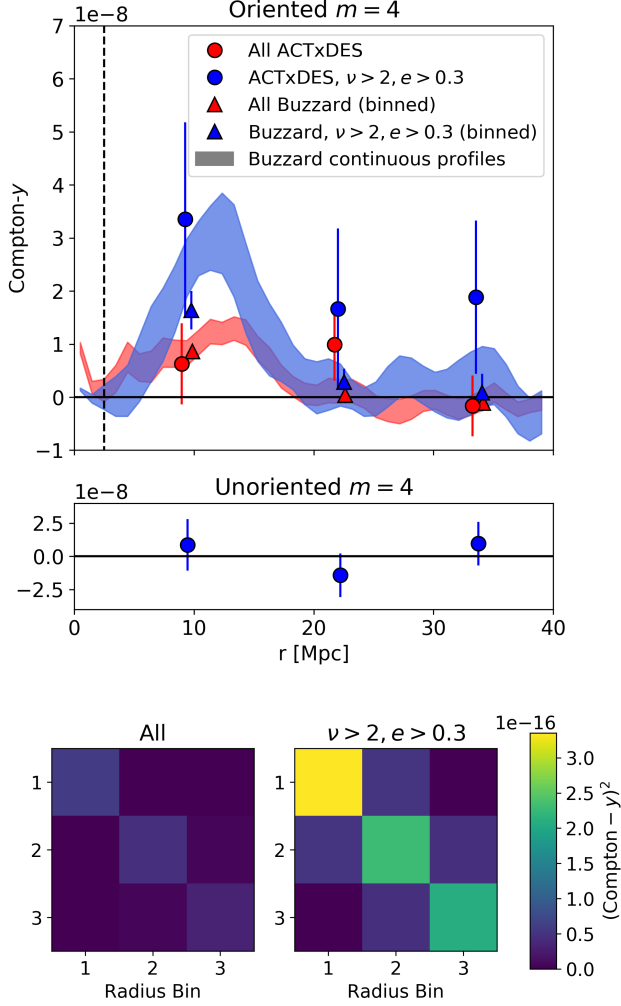 Oriented m = 4
1e−8
All ACTxDES
ACTxDES, ν > 2, e > 0.3
All Buzzard (binned)
Buzzard, ν > 2, e > 0.3 (binned)
Buzzard continuous profiles
Compton-y
7
6
5
4
3
2
1
0
−1
Unoriented m = 4
1e−8
2.5
0.0
−2.5
0 10 20 30 40
r [Mpc]
All
1
2
3
1 2 3
Radius Bin
ν > 2, e > 0.3
1
2
3
1 2 3
Radius Bin
1e−16
3.0
2.5
2.0
1.5
1.0
0.5
0.0
(Compton − y)²